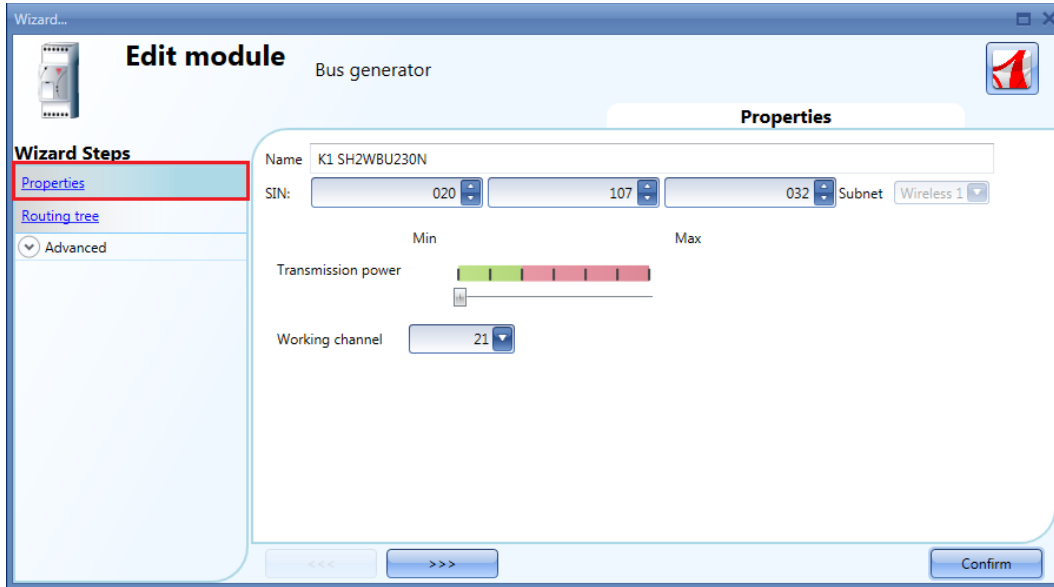 Wizard...
Edit module
Bus generator
Properties
Wizard Steps
Properties
Routing tree
Advanced
Name K1 SH2WBU230N
SIN: 020 107 032 Subnet Wireless 1
Min Max
Transmission power
Working channel 21
<<< >>> Confirm